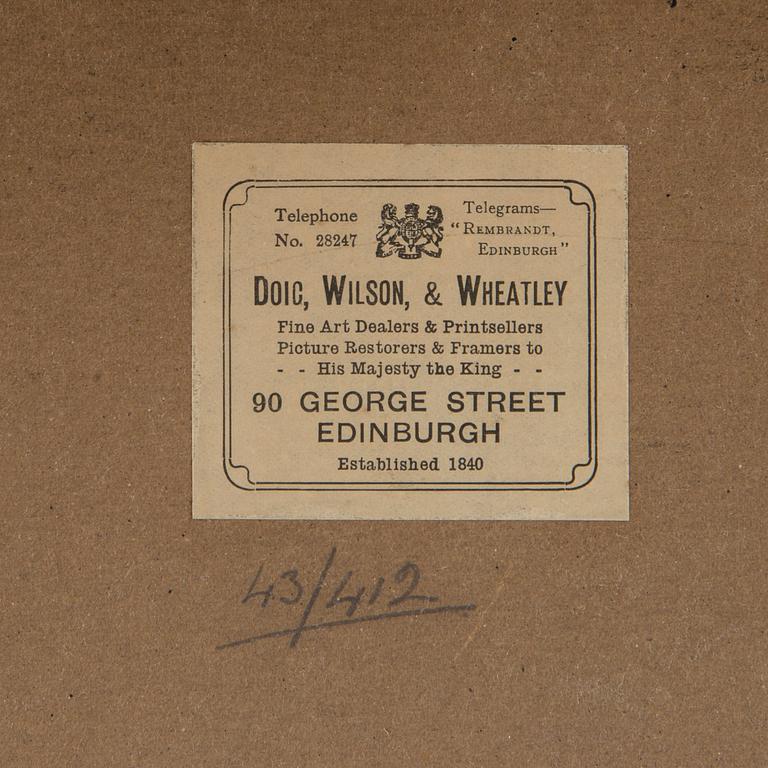 Telephone
No. 28247
Telegrams—
"REMBRANDT,
EDINBURGH"
DOIG, WILSON, & WHEATLEY
Fine Art Dealers & Printsellers
Picture Restorers & Framers to
- - His Majesty the King - -
90 GEORGE STREET
EDINBURGH
Established 1840
43/412